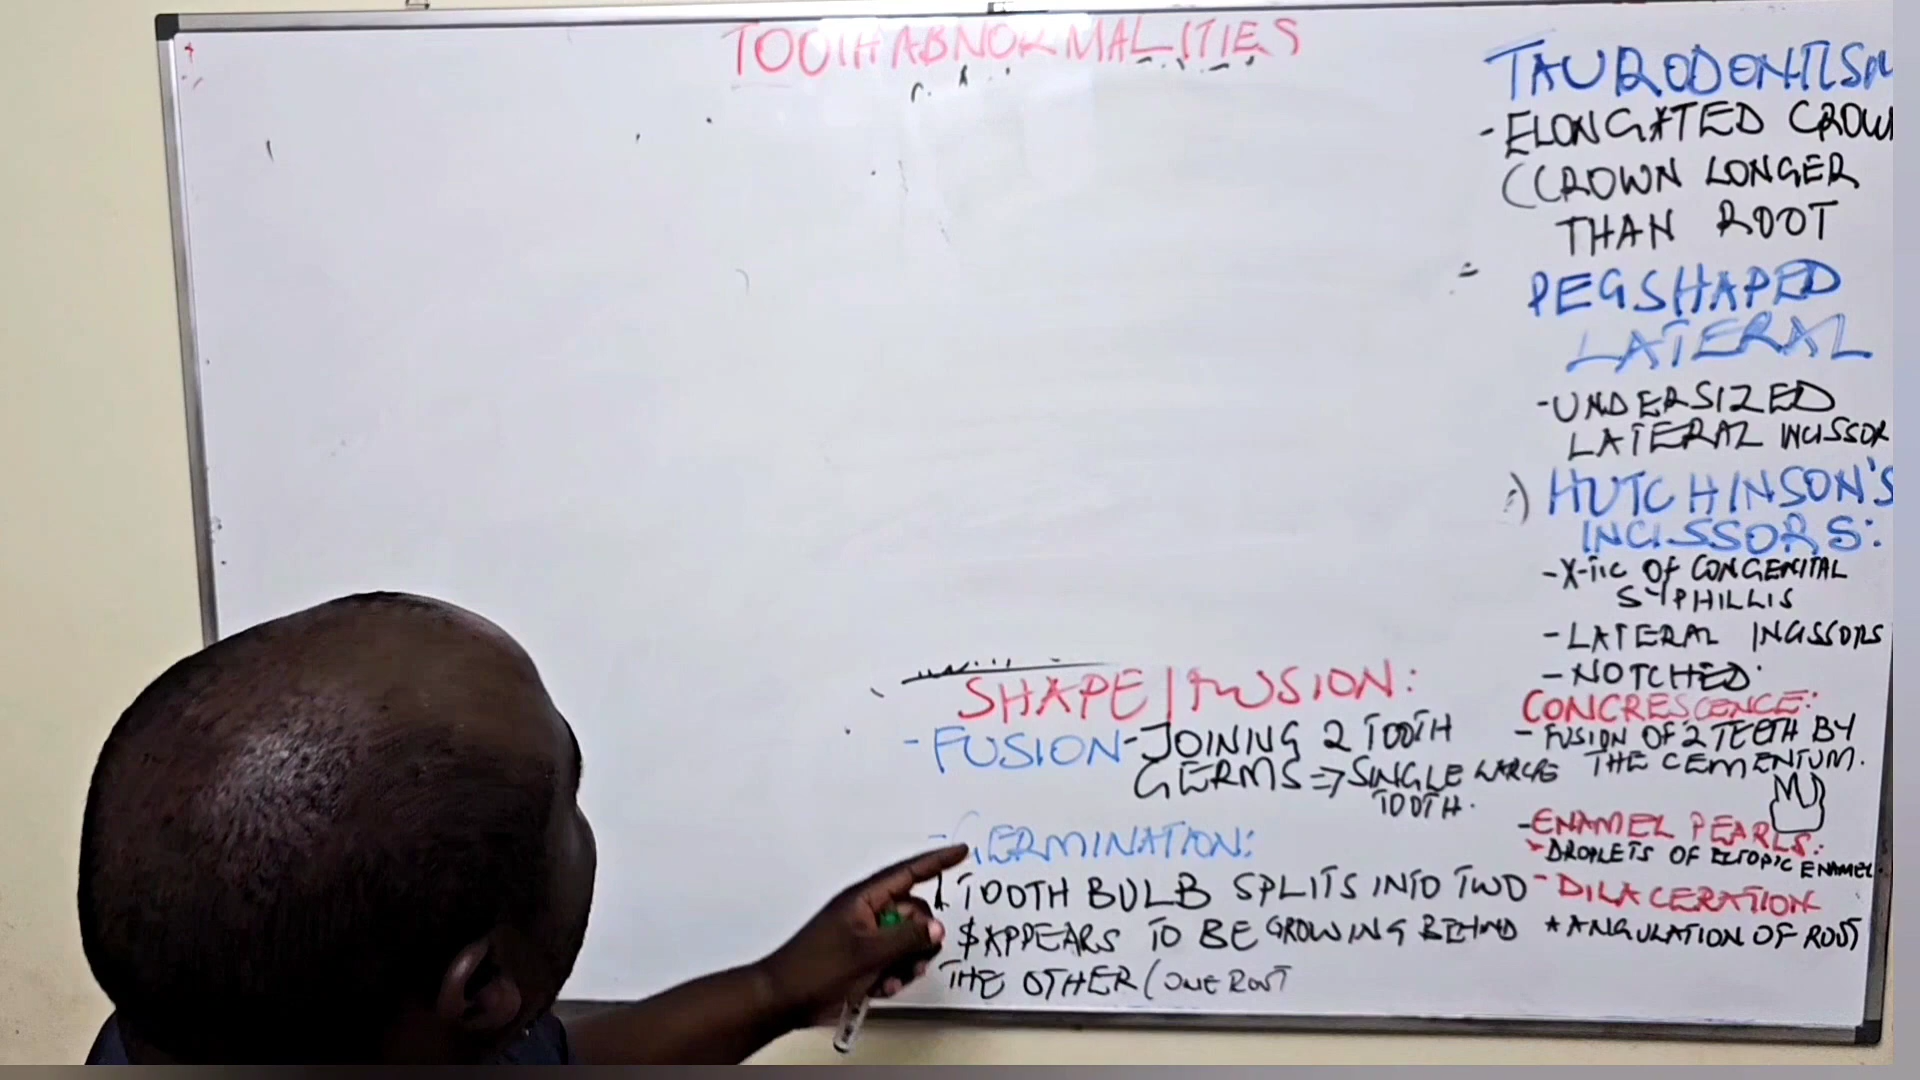 TOOTH ABNORMALITIES
SHAPE/FUSION:
- FUSION - JOINING 2 TOOTH
GERMS => SINGLE LARGE
TOOTH.
- GERMINATION:
1 TOOTH BULB SPLITS INTO TWO
$ APPEARS TO BE GROWING BEHIND
THE OTHER (ONE ROOT
TAURODONTISM
- ELONGATED CROWN
(CROWN LONGER
THAN ROOT
PEGSHAPED
LATERAL
- UNDERSIZED
LATERAL INCISSOR
HUTCHINSON'S
INCISSORS:
- X-TIC OF CONGENITAL
SYPHILLIS
- LATERAL INCISSORS
- NOTCHED.
CONCRESCENCE:
- FUSION OF 2 TEETH BY
THE CEMENTUM.
- ENAMEL PEARLS:
- DROPLETS OF ECTOPIC ENAMEL.
- DILACERATION
* ANGULATION OF ROOT